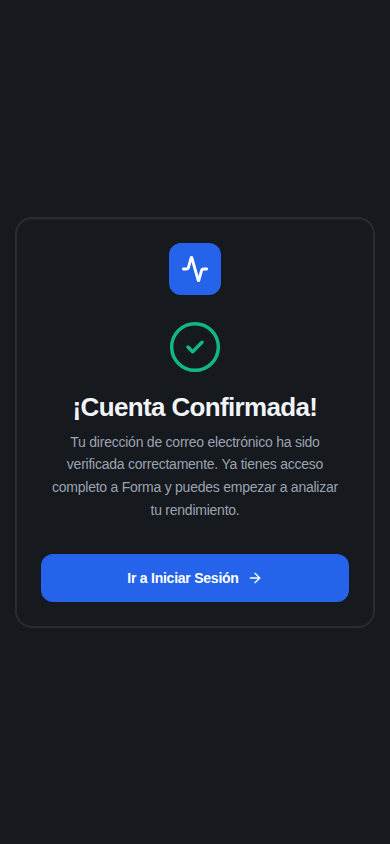 ¡Cuenta Confirmada!
Tu dirección de correo electrónico ha sido
verificada correctamente. Ya tienes acceso
completo a Forma y puedes empezar a analizar
tu rendimiento.
Ir a Iniciar Sesión